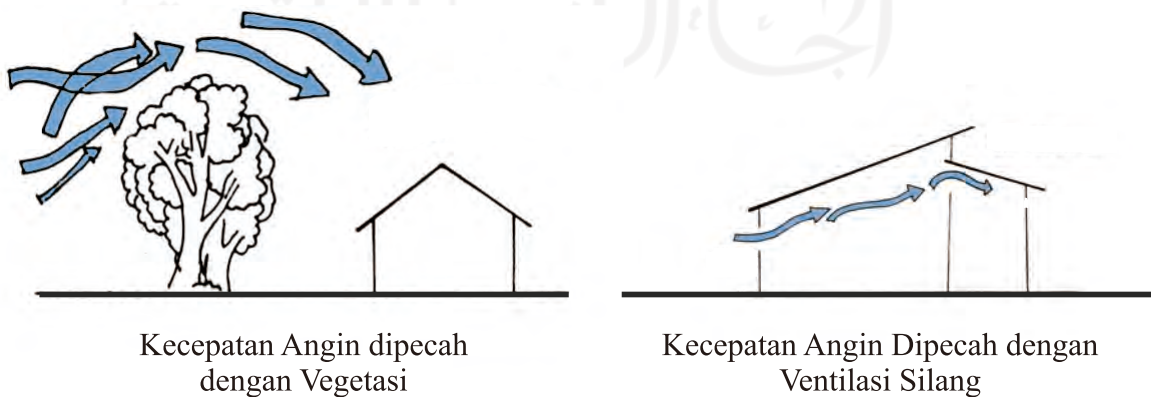 Kecepatan Angin dipecah
dengan Vegetasi
Kecepatan Angin Dipecah dengan
Ventilasi Silang